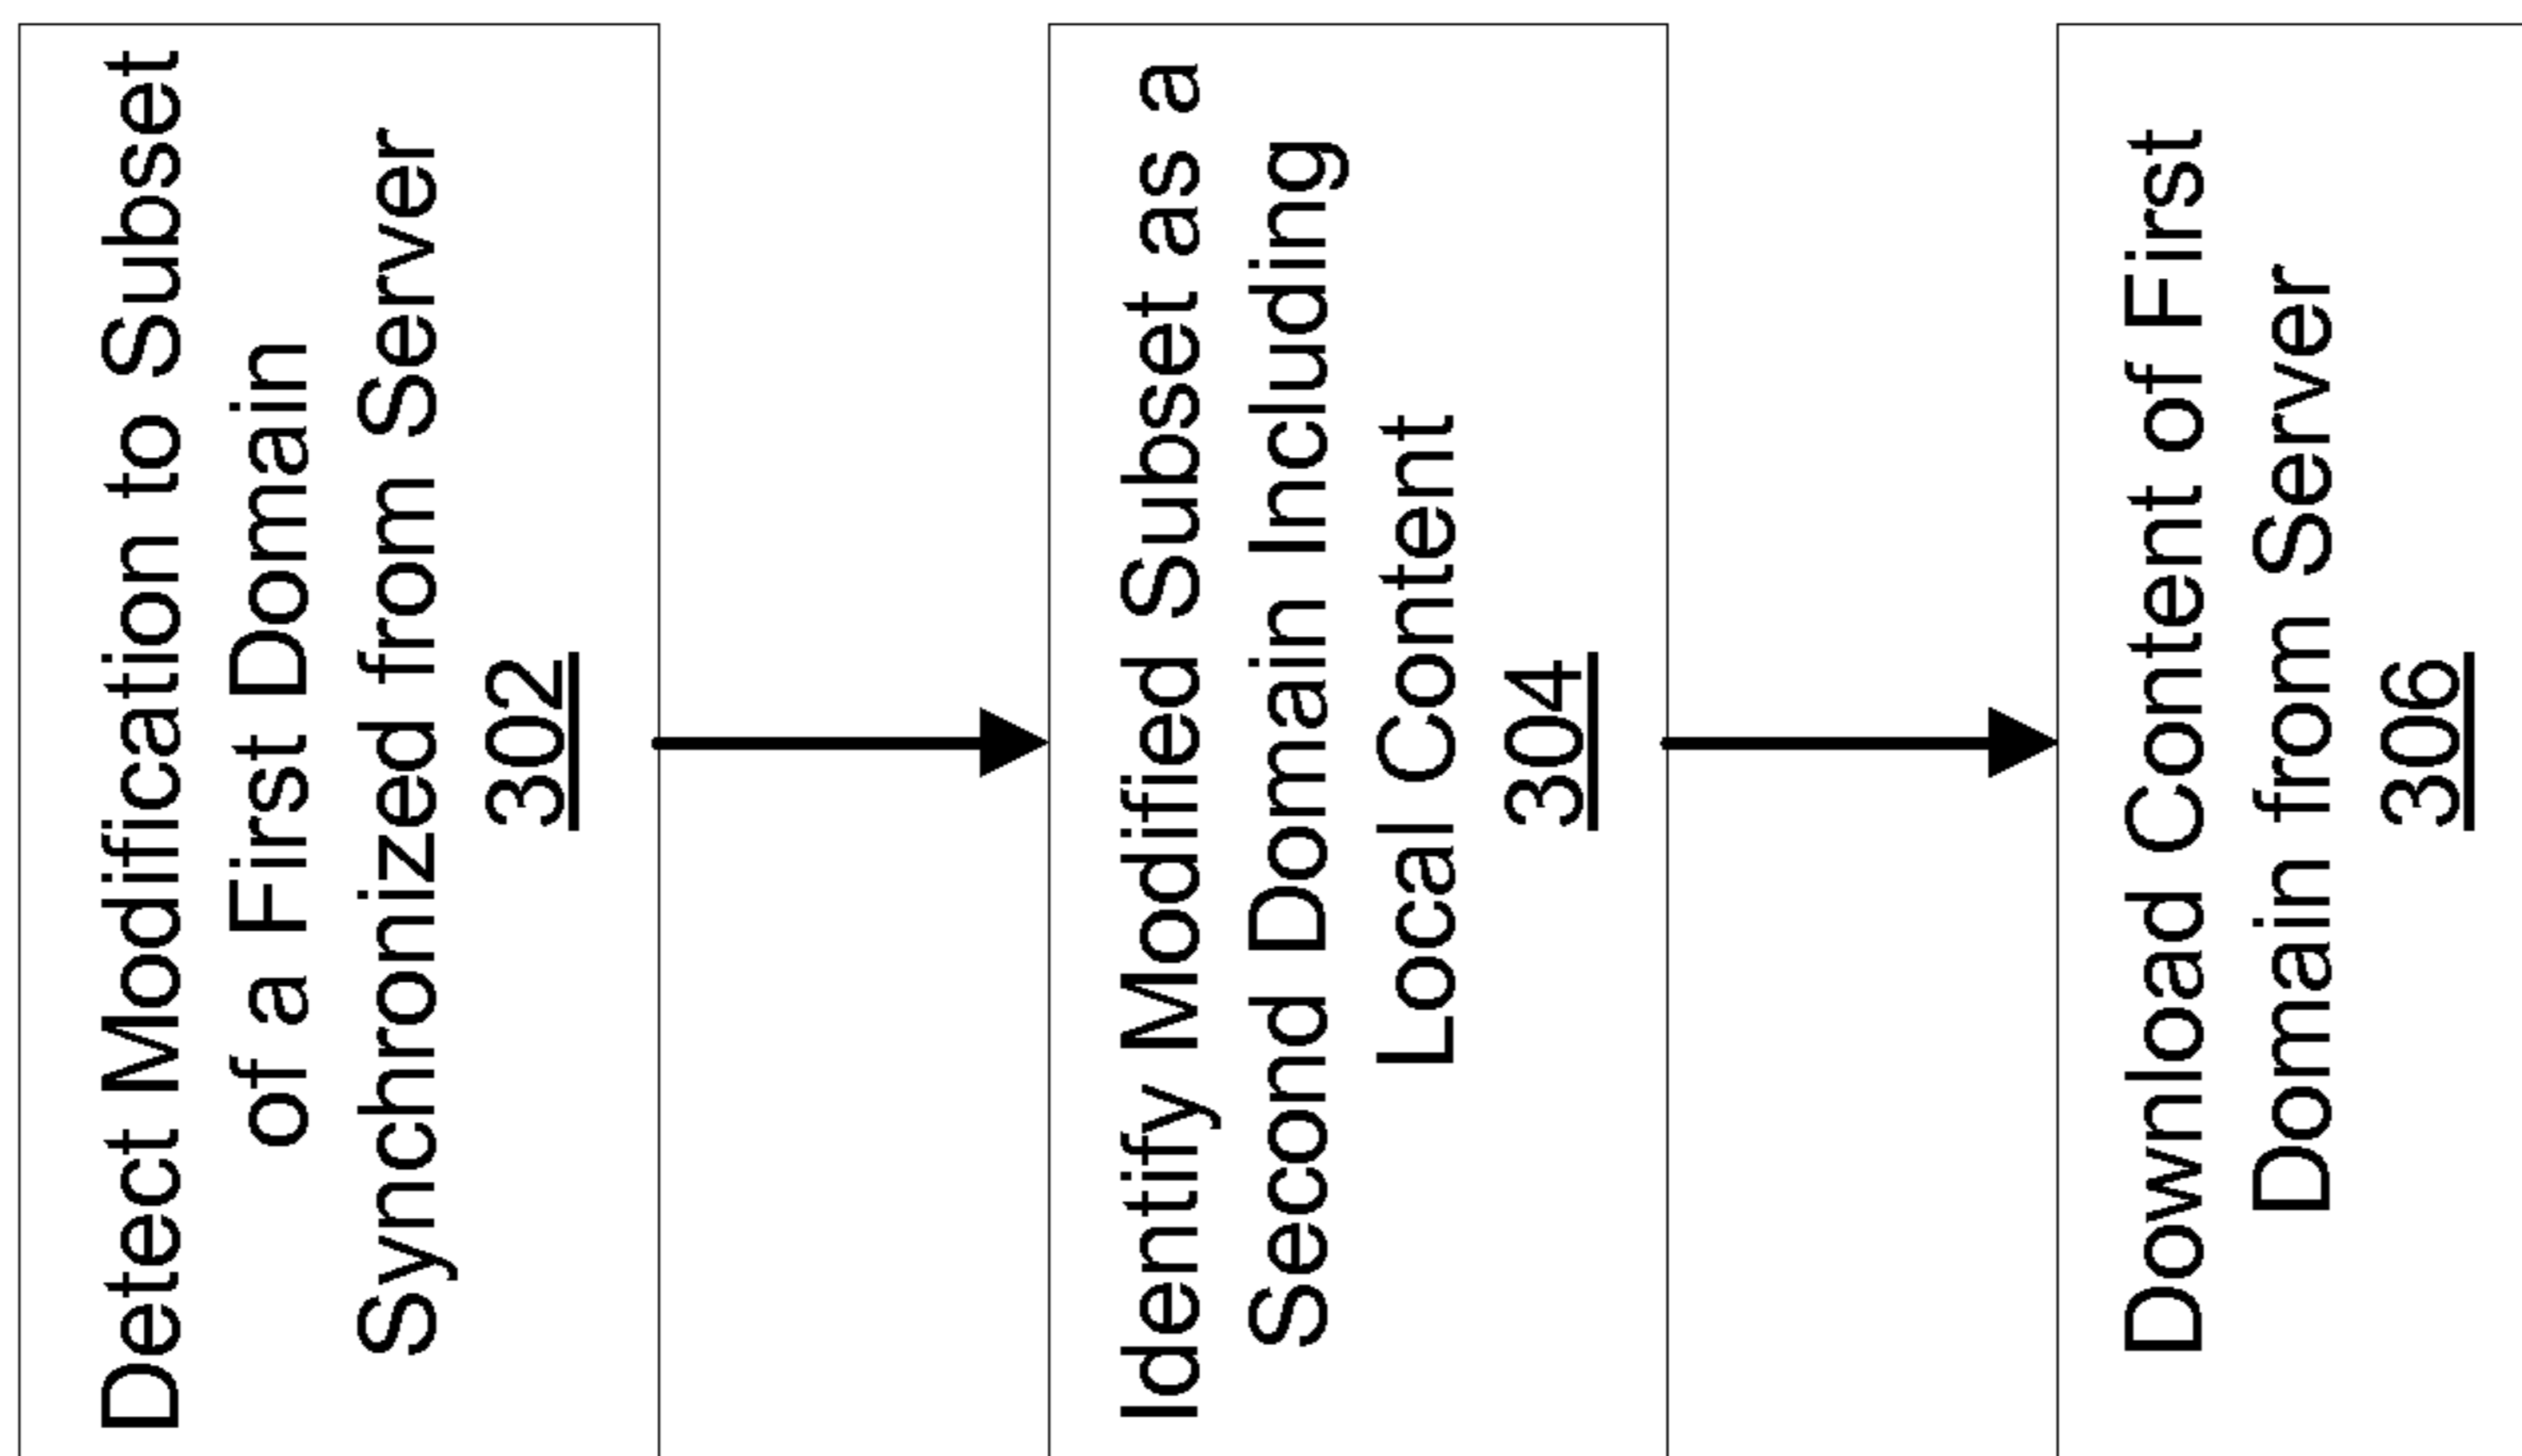 Detect Modification to Subset
of a First Domain
Synchronized from Server
302
Identify Modified Subset as a
Second Domain Including
Local Content
304
Download Content of First
Domain from Server
306